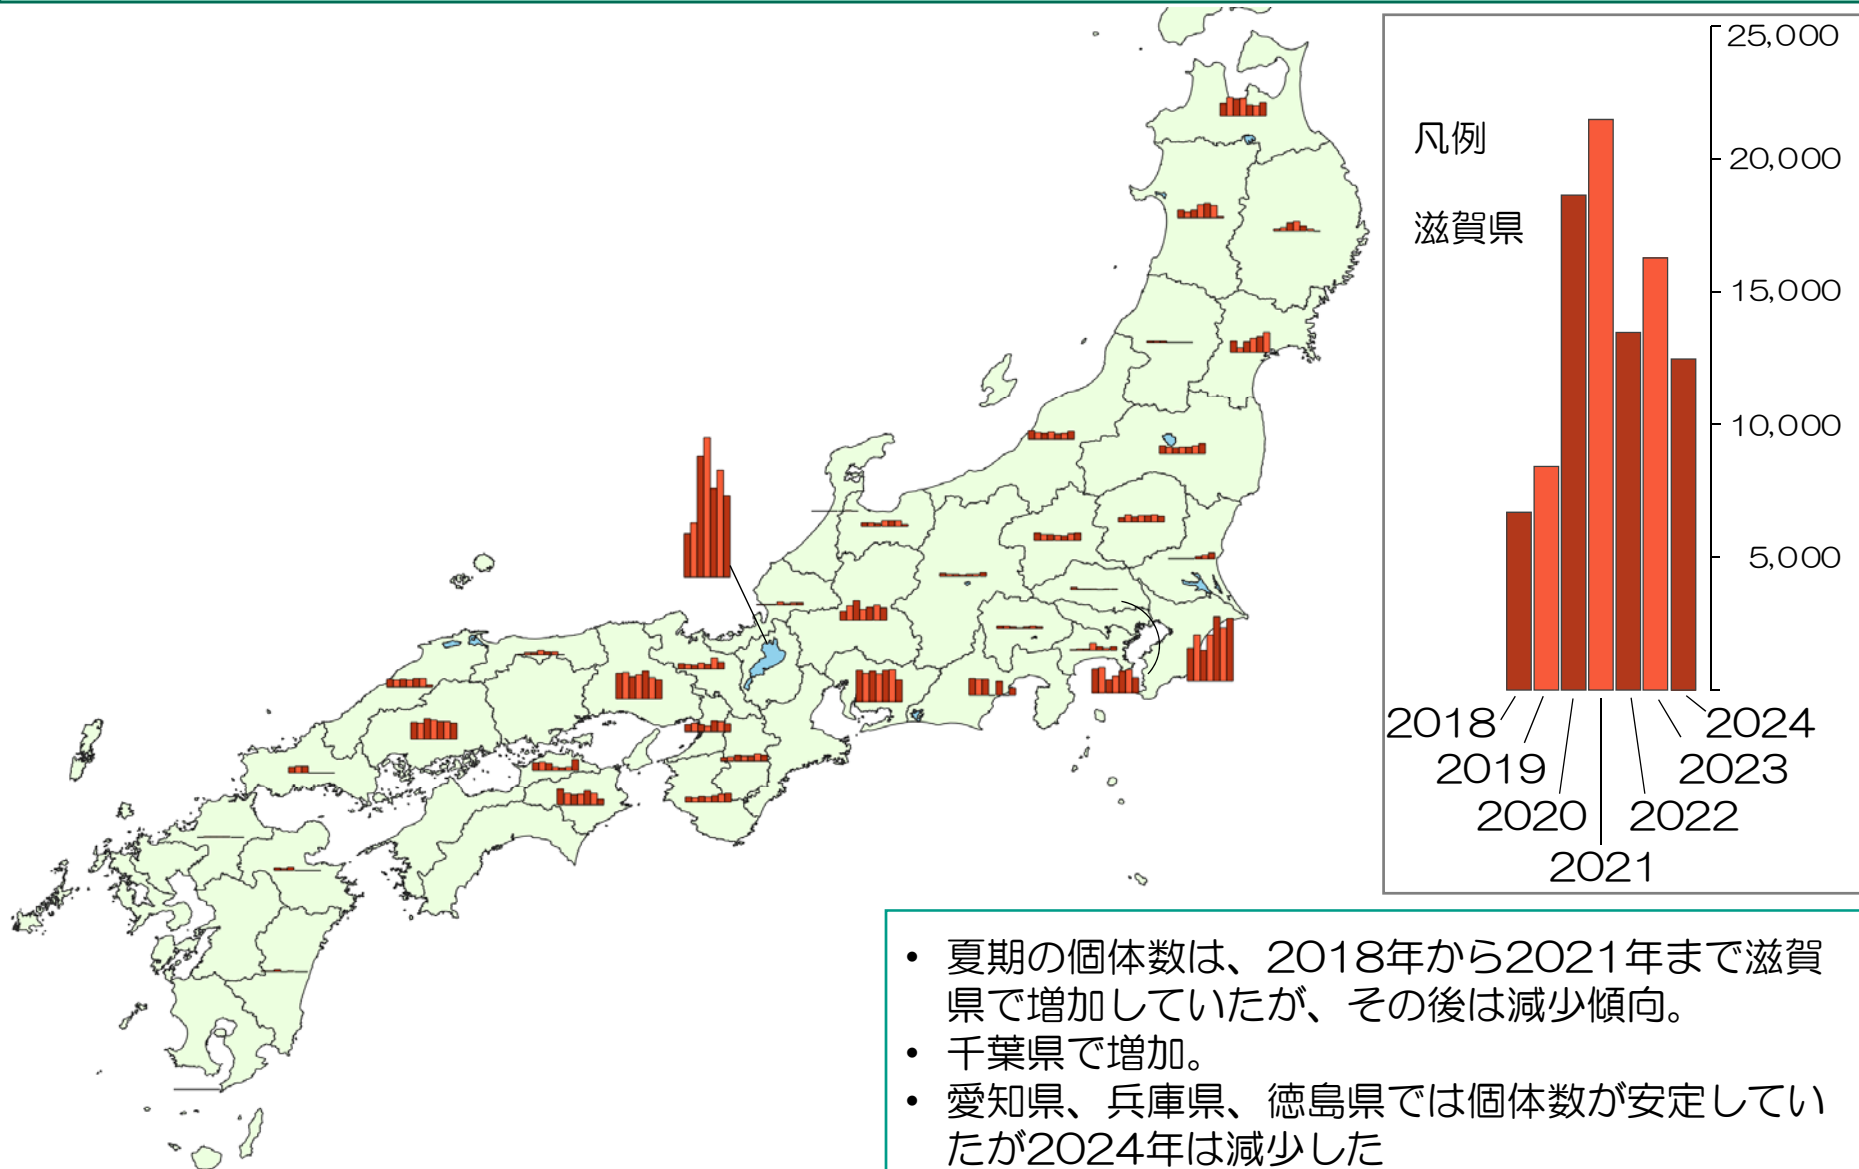 凡例
滋賀県
25,000
20,000
15,000
10,000
5,000
2018
2019
2020
2021
2022
2023
2024
• 夏期の個体数は、2018年から2021年まで滋賀
県で増加していたが、その後は減少傾向。
• 千葉県で増加。
• 愛知県、兵庫県、徳島県では個体数が安定してい
たが2024年は減少した